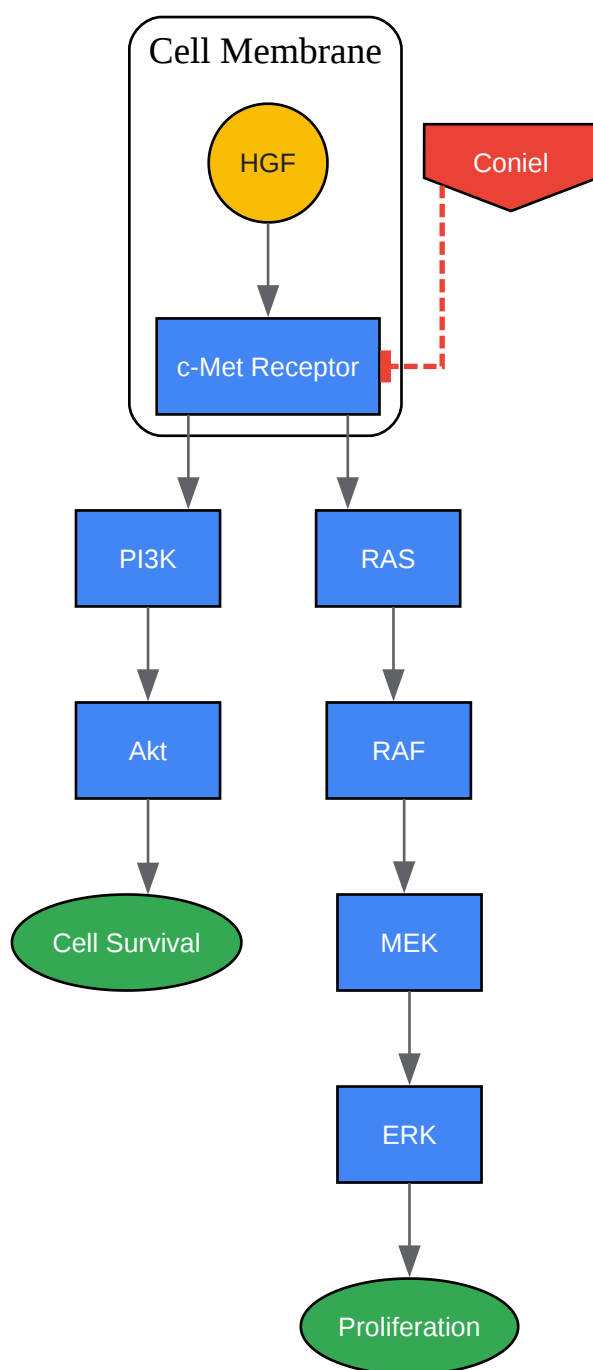 Cell Membrane
HGF
Coniel
c-Met Receptor
PI3K
RAS
Akt
RAF
Cell Survival
MEK
ERK
Proliferation